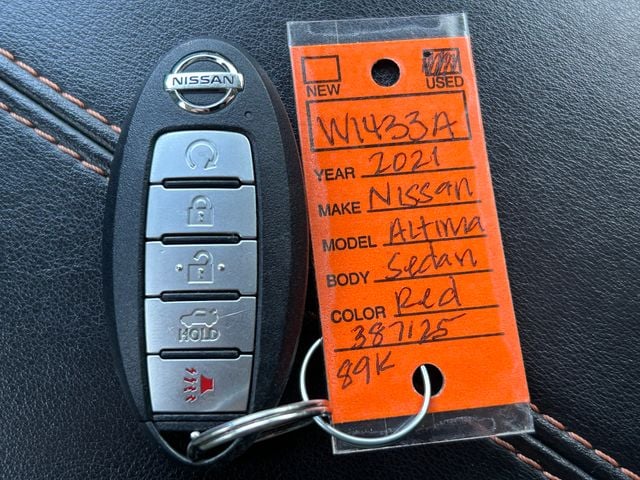 NISSAN
HOLD
NEW
USED
W1433A
YEAR 2021
MAKE Nissan
MODEL Altima
BODY Sedan
COLOR Red
387125
89K